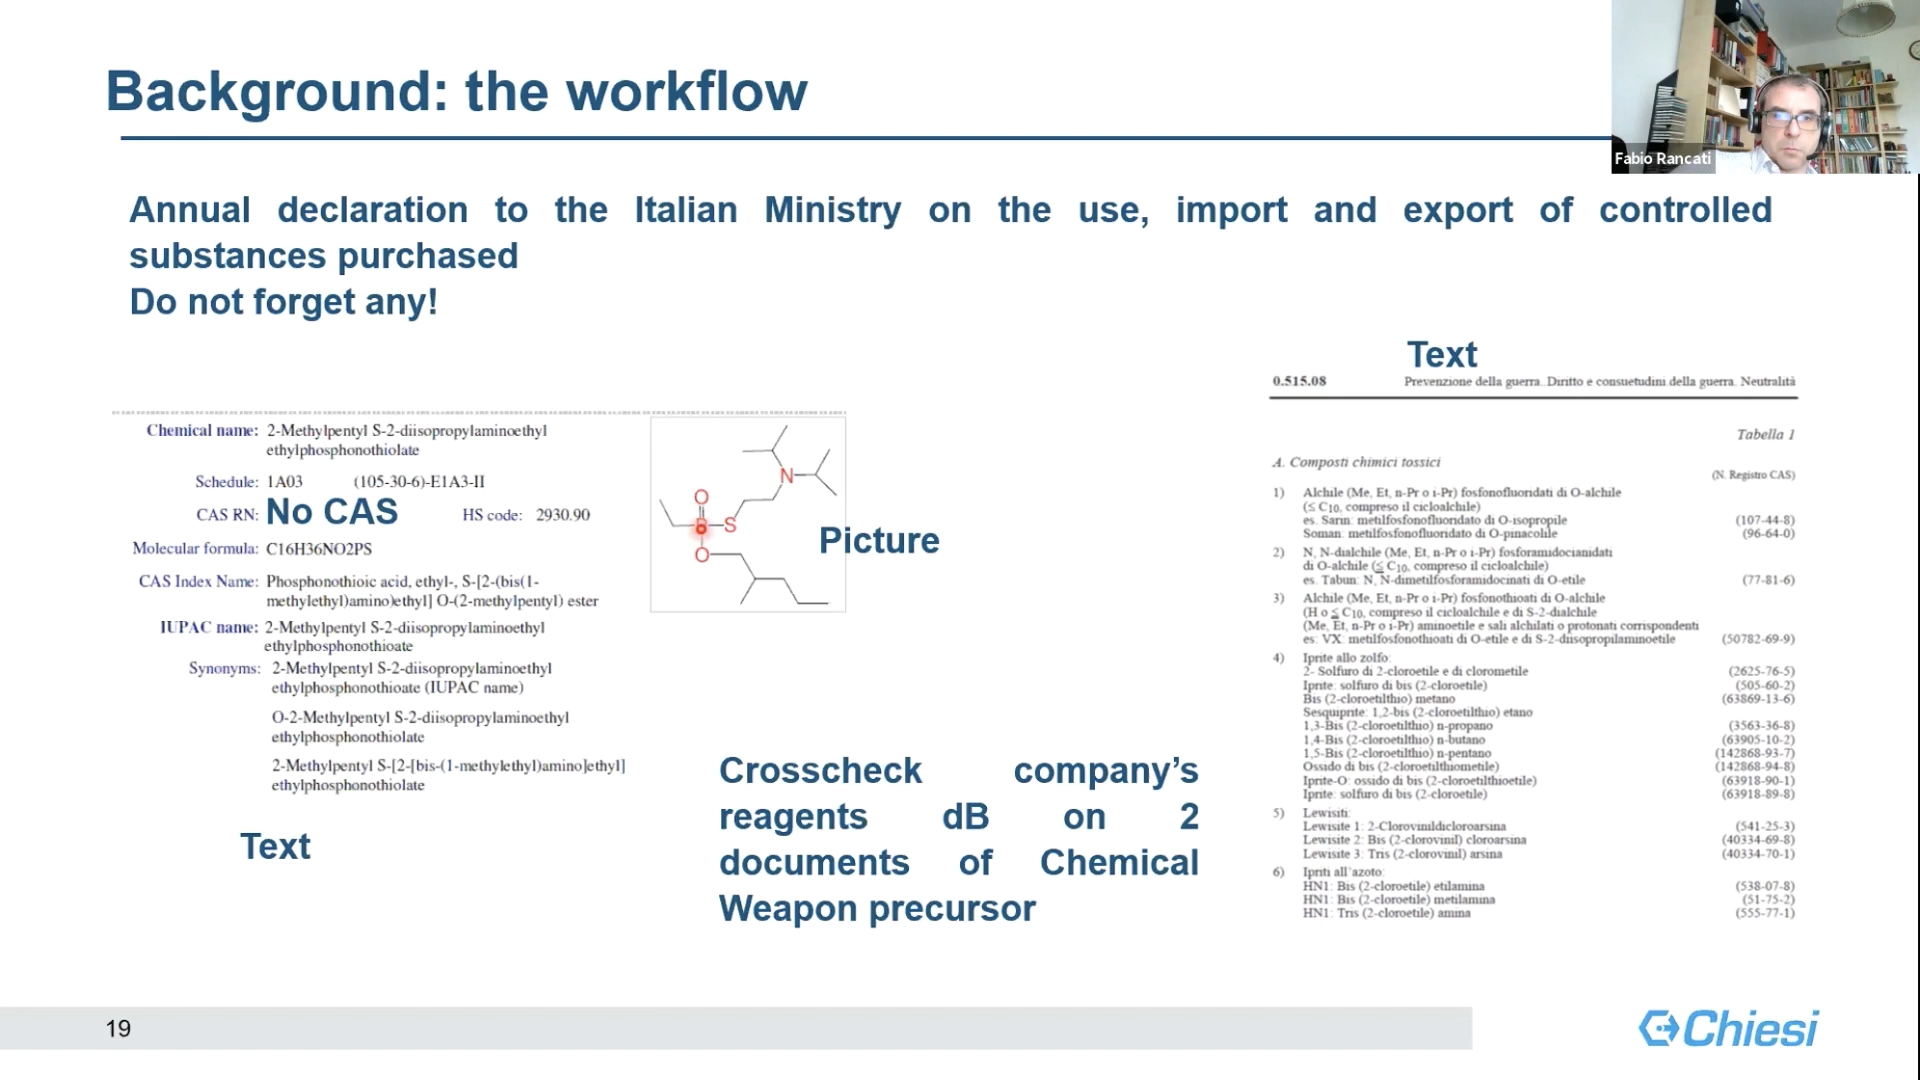 Background: the workflow
Fabio Rancati
Annual declaration to the Italian Ministry on the use, import and export of controlled
substances purchased
Do not forget any!
Chemical name: 2-Methylpentyl S-2-diisopropylaminoethyl
ethylphosphonothiolate
Schedule: 1A03 (105-30-6)-E1A3-II
CAS RN: No CAS HS code: 2930.90
Molecular formula: C16H36NO2PS
CAS Index Name: Phosphonothioic acid, ethyl-, S-[2-(bis(1-
methylethyl)amino)ethyl] O-(2-methylpentyl) ester
IUPAC name: 2-Methylpentyl S-2-diisopropylaminoethyl
ethylphosphonothioate
Synonyms: 2-Methylpentyl S-2-diisopropylaminoethyl
ethylphosphonothioate (IUPAC name)
O-2-Methylpentyl S-2-diisopropylaminoethyl
ethylphosphonothiolate
2-Methylpentyl S-[2-[bis-(1-methylethyl)amino]ethyl]
ethylphosphonothiolate
Text
N
O
S
O
Picture
Crosscheck company's
reagents dB on 2
documents of Chemical
Weapon precursor
Text
0.515.08 Prevenzione della guerra. Diritto e consuetudini della guerra. Neutralità
Tabella 1
A. Composti chimici tossici
(N. Registro CAS)
1) Alchile (Me, Et, n-Pr o i-Pr) fosfonofluoridati di O-alchile
(≤ C10, compreso il cicloalchile)
es. Sarin: metilfosfonofluoridato di O-isopropile (107-44-8)
Soman: metilfosfonofluoridato di O-pinacolile (96-64-0)
2) N, N-dialchile (Me, Et, n-Pr o i-Pr) fosforamidocianidati
di O-alchile (≤ C10, compreso il cicloalchile)
es. Tabun: N, N-dimetilfosforamidocinati di O-etile (77-81-6)
3) Alchile (Me, Et, n-Pr o i-Pr) fosfonothioati di O-alchile
(H o ≤ C10, compreso il cicloalchile e di S-2-dialchile
(Me, Et, n-Pr o i-Pr) aminoetile e sali alchilati o protonati corrispondenti
es: VX: metilfosfonothioati di O-etile e di S-2-diisopropilaminoetile (50782-69-9)
4) Iprite allo zolfo:
2- Solfuro di 2-cloroetile e di clorometile (2625-76-5)
Iprite: solfuro di bis (2-cloroetile) (505-60-2)
Bis (2-cloroetilthio) metano (63869-13-6)
Sesquiprite: 1,2-bis (2-cloroetilthio) etano
1,3-Bis (2-cloroetilthio) n-propano (3563-36-8)
1,4-Bis (2-cloroetilthio) n-butano (63905-10-2)
1,5-Bis (2-cloroetilthio) n-pentano (142868-93-7)
Ossido di bis (2-cloroetilthiometile) (142868-94-8)
Iprite-O: ossido di bis (2-cloroetilthioetile) (63918-90-1)
Iprite: solfuro di bis (2-cloroetile) (63918-89-8)
5) Lewisiti:
Lewisite 1: 2-Clorovinildicloroarsina (541-25-3)
Lewisite 2: Bis (2-clorovinil) cloroarsina (40334-69-8)
Lewisite 3: Tris (2-clorovinil) arsina (40334-70-1)
6) Ipriti all'azoto:
HN1: Bis (2-cloroetile) etilamina (538-07-8)
HN1: Bis (2-cloroetile) metilamina (51-75-2)
HN1: Tris (2-cloroetile) amina (555-77-1)
19
Chiesi